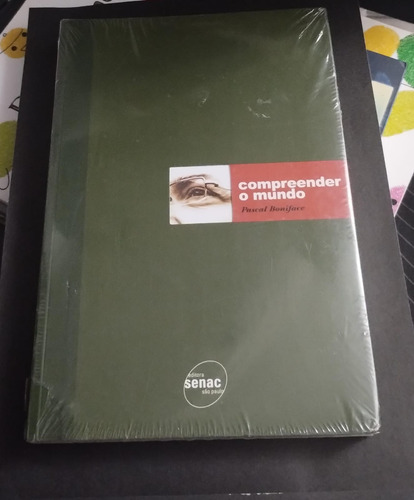 compreender
o mundo
Pascal Boniface
editora
senac
são paulo